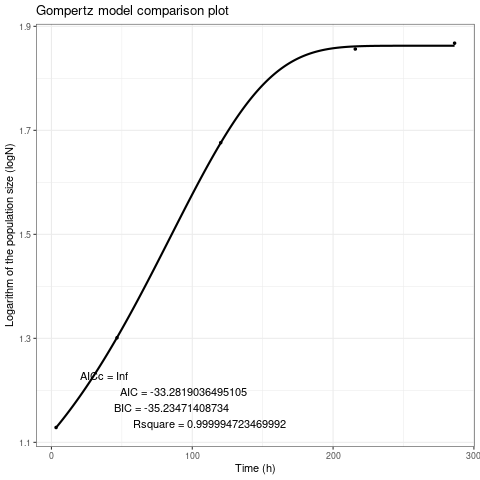 Gompertz model comparison plot
Logarithm of the population size (logN)
1.9
1.7
1.5
1.3
1.1
AICc = Inf
AIC = -33.2819036495105
BIC = -35.23471408734
Rsquare = 0.999994723469992
0 100 200 300
Time (h)